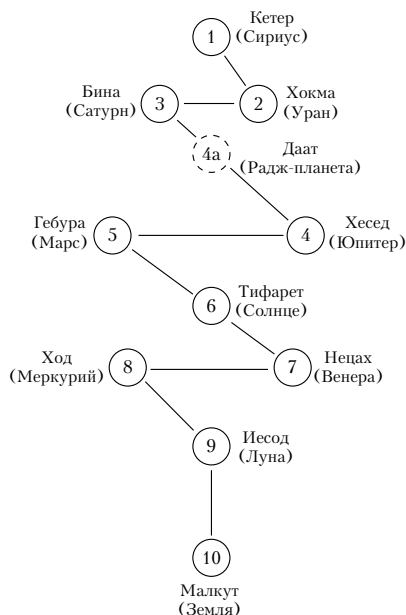 Кетер
(Сириус)
1
Бина
(Сатурн)
3
2
Хокма
(Уран)
4а
Даат
(Радж-планета)
Гебура
(Марс)
5
4
Хесед
(Юпитер)
6
Тифарет
(Солнце)
Ход
(Меркурий)
8
7
Нецах
(Венера)
9
Иесод
(Луна)
10
Малкут
(Земля)